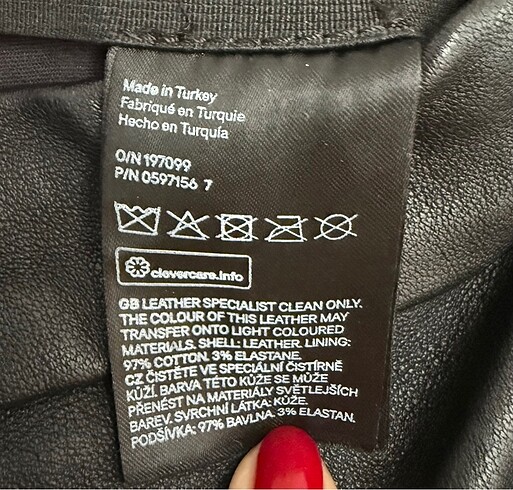 Made in Turkey
Fabriqué en Turquie
Hecho en Turquía
O/N 197099
P/N 0597156 7
clevercare.info
GB LEATHER SPECIALIST CLEAN ONLY.
THE COLOUR OF THIS LEATHER MAY
TRANSFER ONTO LIGHT COLOURED
MATERIALS. SHELL: LEATHER. LINING:
97% COTTON. 3% ELASTANE.
CZ ČISTĚTE VE SPECIÁLNÍ ČISTÍRNĚ
KŮŽÍ. BARVA TÉTO KŮŽE SE MŮŽE
PŘENÉST NA MATERIÁLY SVĚTLEJŠÍCH
BAREV. SVRCHNÍ LÁTKA: KŮŽE.
PODŠÍVKA: 97% BAVLNA. 3% ELASTAN.